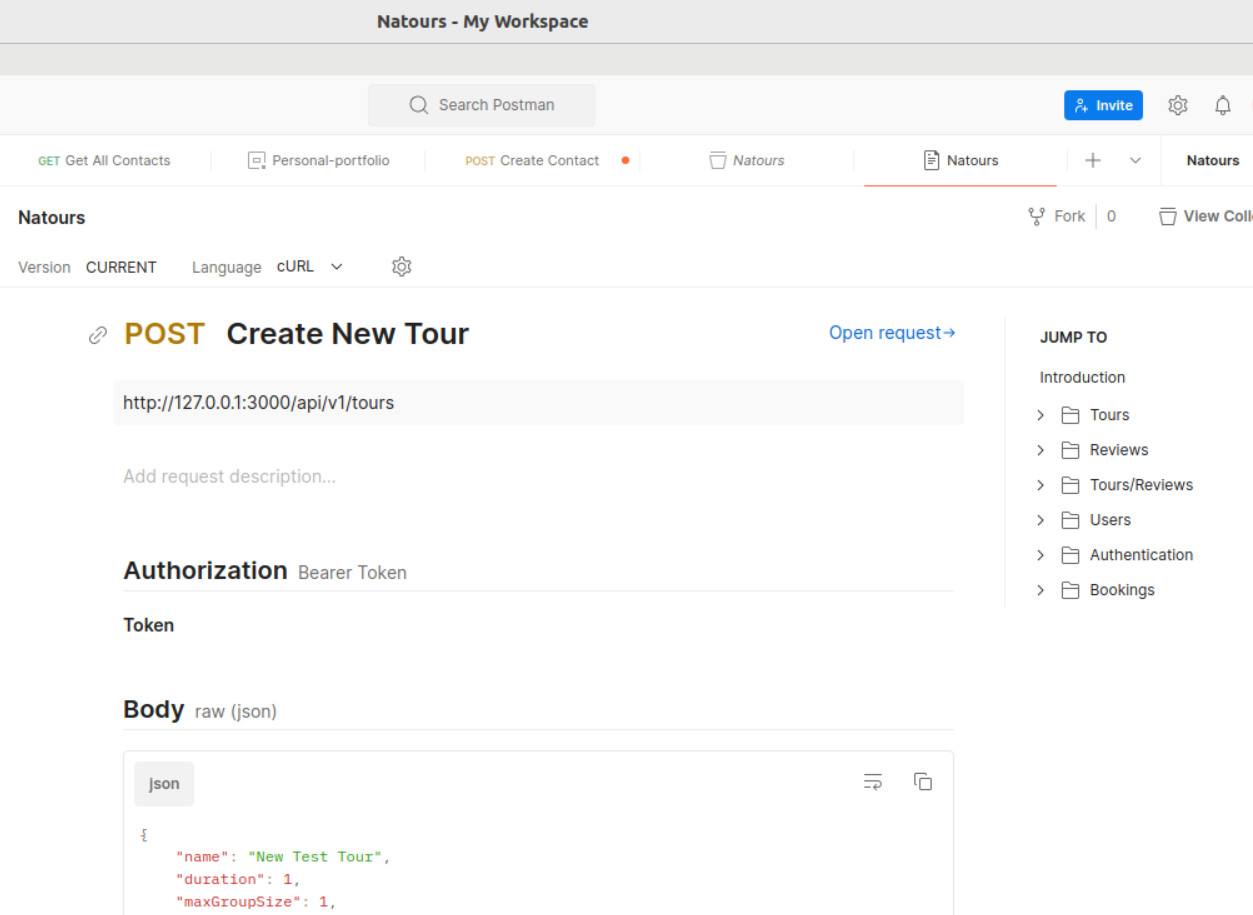 Natours - My Workspace
Search Postman
Invite
GET Get All Contacts
Personal-portfolio
POST Create Contact
Natours
Natours
Natours
Natours
Fork 0
Version CURRENT Language cURL
POST Create New Tour
Open request→
http://127.0.0.1:3000/api/v1/tours
Add request description...
Authorization Bearer Token
Token
Body raw (json)
json
{
"name": "New Test Tour",
"duration": 1,
"maxGroupSize": 1,
JUMP TO
Introduction
Tours
Reviews
Tours/Reviews
Users
Authentication
Bookings
View